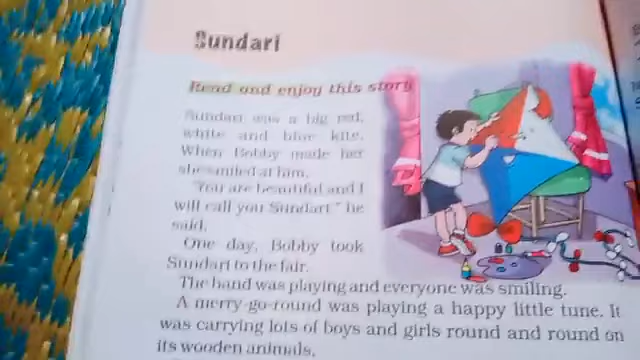 Sundari
Read and enjoy this story
Sundari was a big red,
white and blue kite.
When Bobby made her
she smiled at him.
"You are beautiful and I
will call you Sundari" he
said.
One day, Bobby took
Sundari to the fair.
The band was playing and everyone was smiling.
A merry-go-round was playing a happy little tune. It
was carrying lots of boys and girls round and round on
its wooden animals.